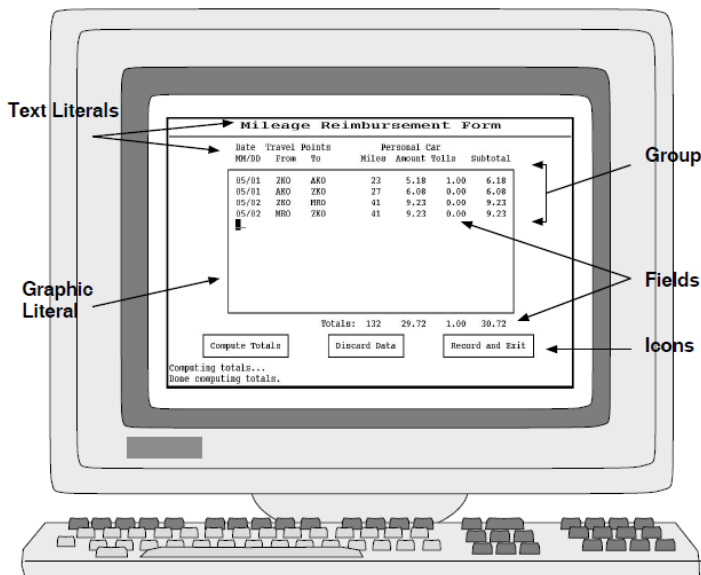 Text Literals
Mileage Reimbursement Form
Date Travel Points Personal Car
MM/DD From To Miles Amount Tolls Subtotal
Group
05/01 ZKO AKO 23 5.18 1.00 6.18
05/01 AKO ZKO 27 6.08 0.00 6.08
05/02 ZKO MRO 41 9.23 0.00 9.23
05/02 MRO ZKO 41 9.23 0.00 9.23
Graphic
Literal
Fields
Totals: 132 29.72 1.00 30.72
Compute Totals Discard Data Record and Exit
Icons
Computing totals...
Done computing totals.